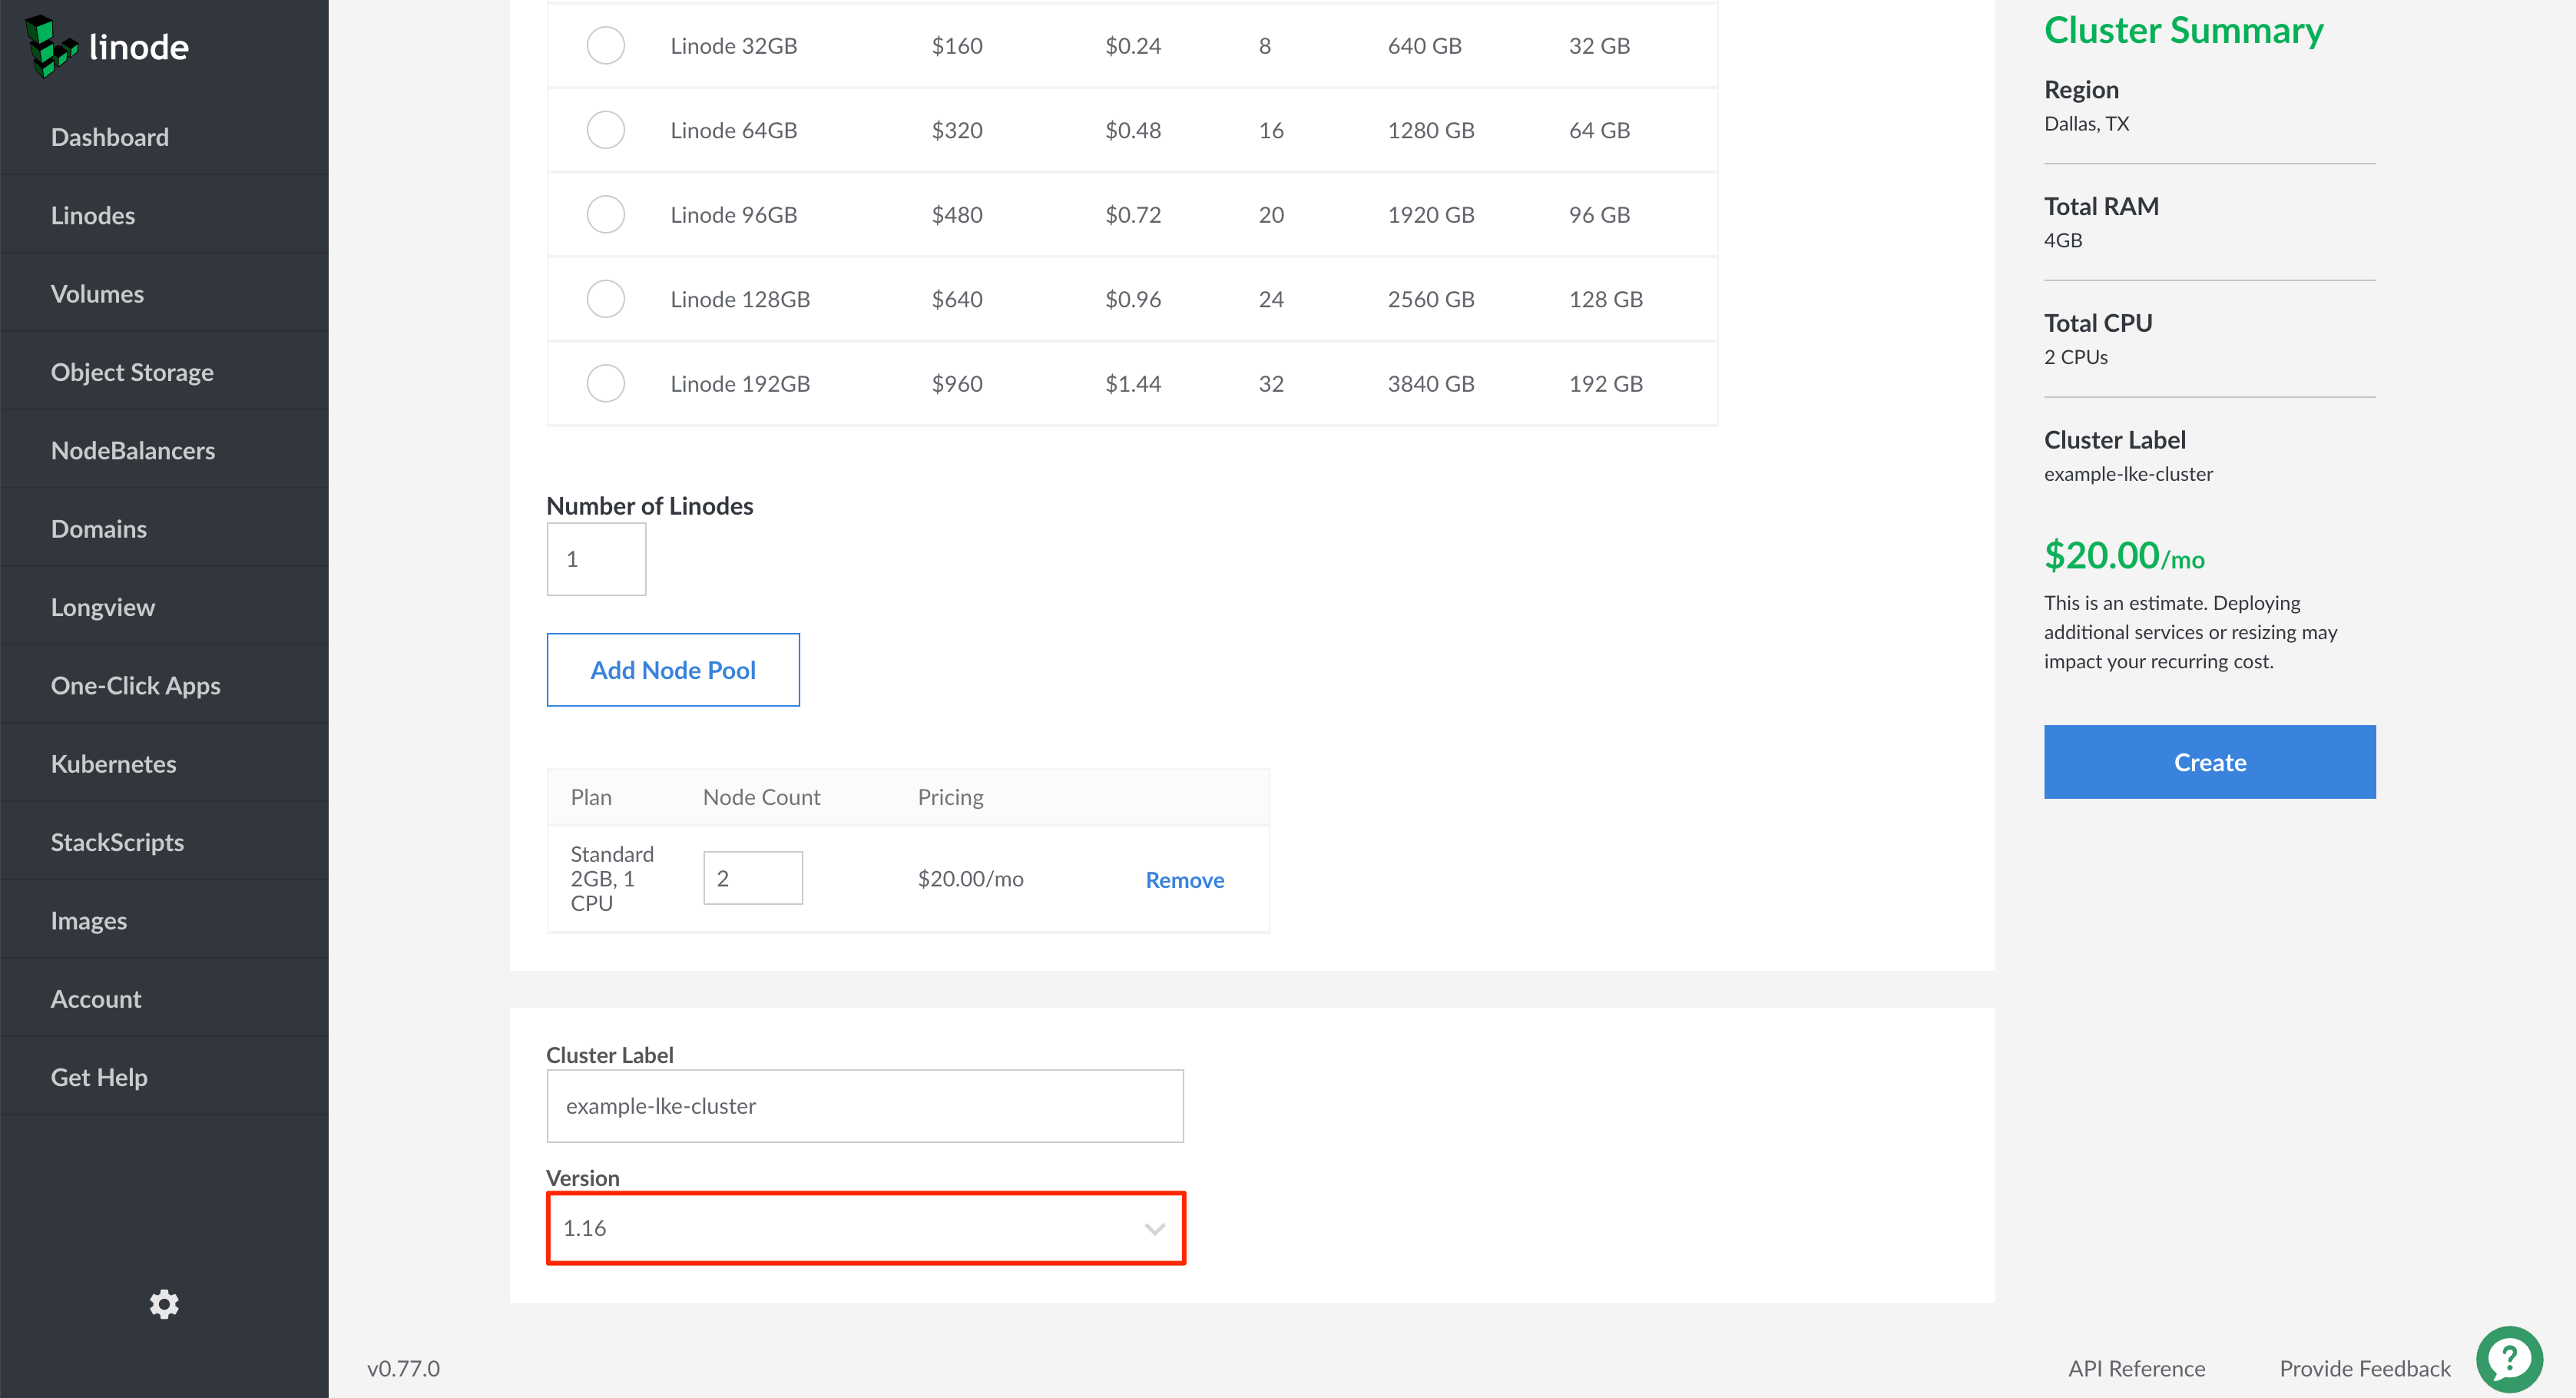 linode
Dashboard
Linodes
Volumes
Object Storage
NodeBalancers
Domains
Longview
One-Click Apps
Kubernetes
StackScripts
Images
Account
Get Help
Linode 32GB $160 $0.24 8 640 GB 32 GB
Linode 64GB $320 $0.48 16 1280 GB 64 GB
Linode 96GB $480 $0.72 20 1920 GB 96 GB
Linode 128GB $640 $0.96 24 2560 GB 128 GB
Linode 192GB $960 $1.44 32 3840 GB 192 GB
Number of Linodes
1
Add Node Pool
Plan Node Count Pricing
Standard
2GB, 1
CPU
2 $20.00/mo Remove
Cluster Label
example-lke-cluster
Version
1.16
Cluster Summary
Region
Dallas, TX
Total RAM
4GB
Total CPU
2 CPUs
Cluster Label
example-lke-cluster
$20.00/mo
This is an estimate. Deploying
additional services or resizing may
impact your recurring cost.
Create
v0.77.0
API Reference
Provide Feedback
?